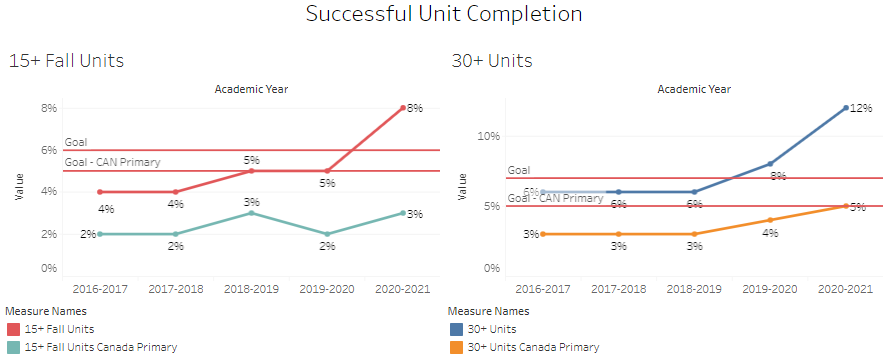 Successful Unit Completion
15+ Fall Units
Academic Year
8%
6%
4%
2%
0%
Value
Goal
Goal - CAN Primary
4%
4%
5%
5%
8%
2%
2%
3%
2%
3%
2016-2017
2017-2018
2018-2019
2019-2020
2020-2021
Measure Names
15+ Fall Units
15+ Fall Units Canada Primary
30+ Units
Academic Year
10%
5%
0%
Value
Goal
Goal - CAN Primary
6%
6%
6%
8%
12%
3%
3%
3%
4%
5%
2016-2017
2017-2018
2018-2019
2019-2020
2020-2021
Measure Names
30+ Units
30+ Units Canada Primary